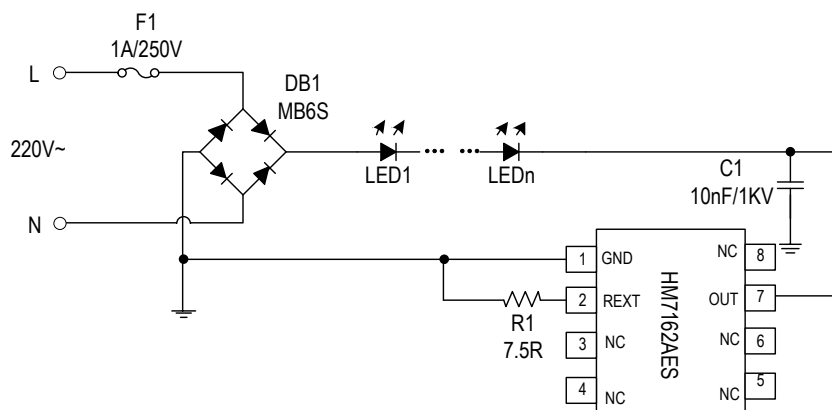 F1
1A/250V
L
DB1
MB6S
220V~
LED1
LEDn
C1
10nF/1KV
N
1
GND
NC
8
2
REXT
OUT
7
R1
7.5R
3
NC
NC
6
4
NC
NC
5
HM7162AES